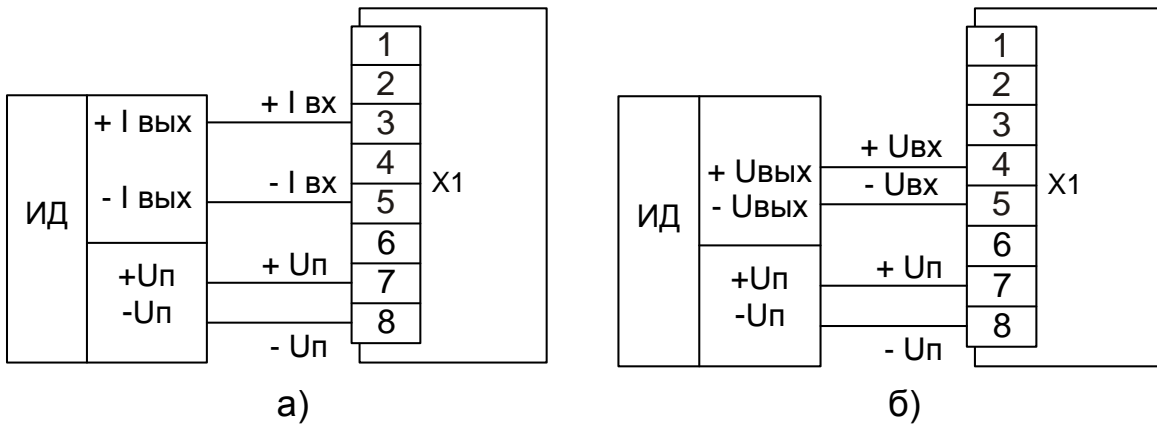 1
2
+ I вых
+ I вх
3
4
X1
- I вых
- I вх
5
ИД
6
+Uп
+ Uп
7
-Uп
8
- Uп
а)
1
2
3
+ Uвх
4
X1
+ Uвых
- Uвх
- Uвых
5
ИД
6
+Uп
+ Uп
7
-Uп
8
- Uп
б)